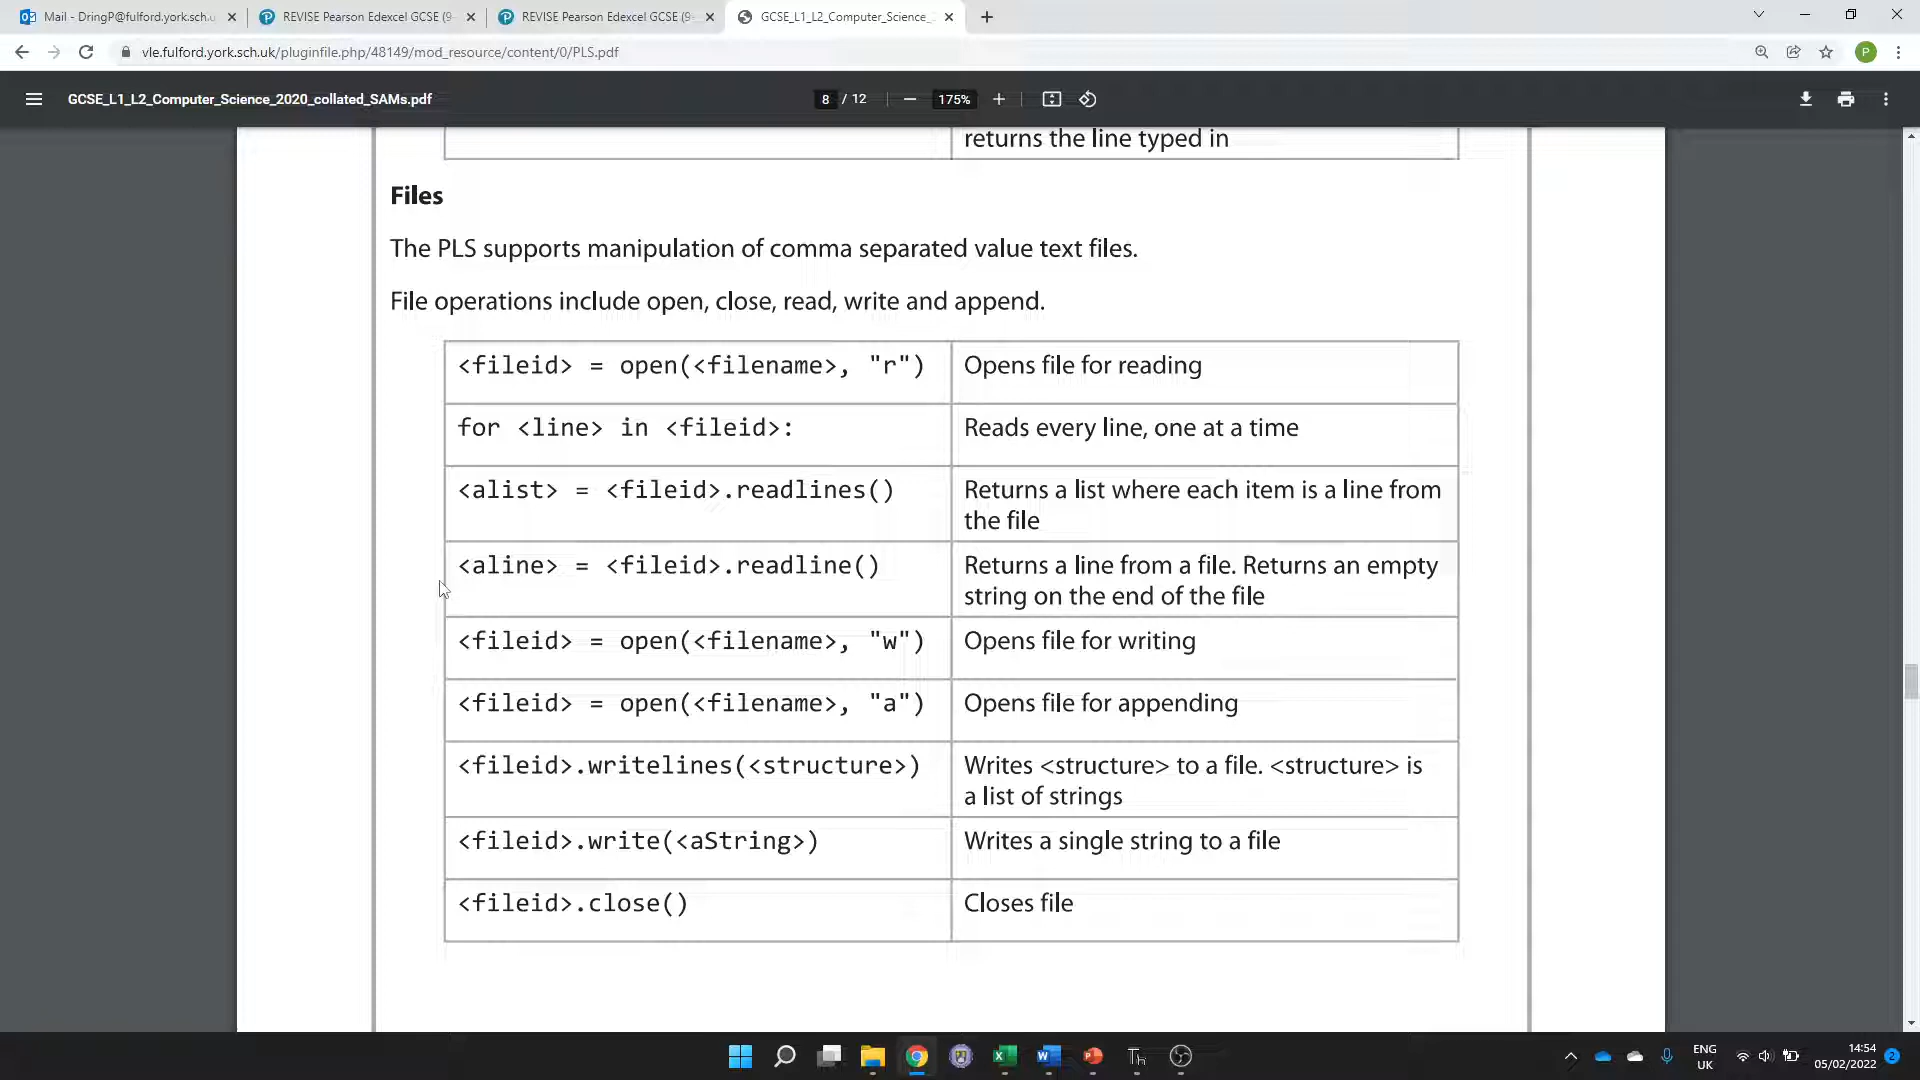 Mail - DringP@fulford.york.sch.u
REVISE Pearson Edexcel GCSE (9-
REVISE Pearson Edexcel GCSE (9-
GCSE_L1_L2_Computer_Science_
vle.fulford.york.sch.uk/pluginfile.php/48149/mod_resource/content/0/PLS.pdf
P
GCSE_L1_L2_Computer_Science_2020_collated_SAMs.pdf
8 / 12
175%
returns the line typed in
Files
The PLS supports manipulation of comma separated value text files.
File operations include open, close, read, write and append.
<fileid> = open(<filename>, "r")
Opens file for reading
for <line> in <fileid>:
Reads every line, one at a time
<alist> = <fileid>.readlines()
Returns a list where each item is a line from
the file
<aline> = <fileid>.readline()
Returns a line from a file. Returns an empty
string on the end of the file
<fileid> = open(<filename>, "w")
Opens file for writing
<fileid> = open(<filename>, "a")
Opens file for appending
<fileid>.writelines(<structure>)
Writes <structure> to a file. <structure> is
a list of strings
<fileid>.write(<aString>)
Writes a single string to a file
<fileid>.close()
Closes file
ENG
UK
14:54
05/02/2022
2